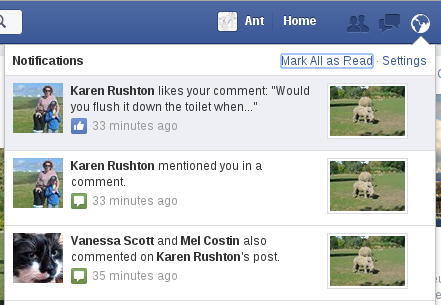 Ant Home
Notifications Mark All as Read · Settings
Karen Rushton likes your comment: "Would
you flush it down the toilet when..."
33 minutes ago
Karen Rushton mentioned you in a
comment.
33 minutes ago
Vanessa Scott and Mel Costin also
commented on Karen Rushton's post.
35 minutes ago